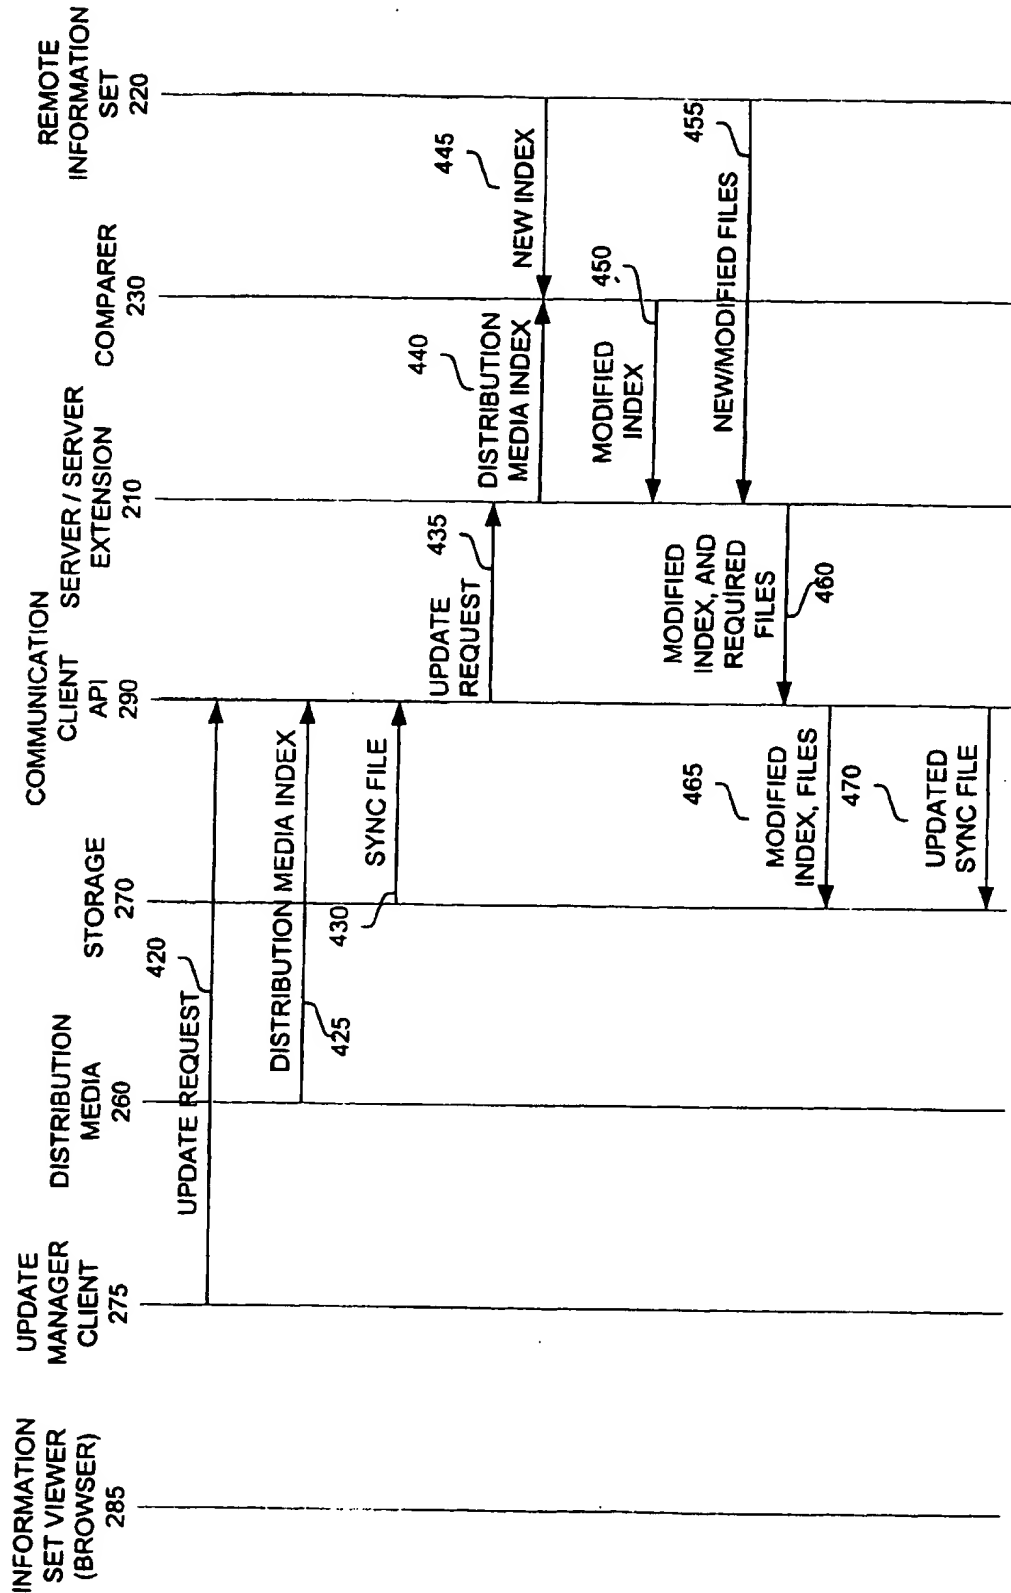 INFORMATION
SET VIEWER
(BROWSER)
285
UPDATE
MANAGER
CLIENT
275
DISTRIBUTION
MEDIA
260
STORAGE
270
COMMUNICATION
CLIENT
API
290
SERVER / SERVER
EXTENSION
210
COMPARER
230
REMOTE
INFORMATION
SET
220
UPDATE REQUEST
420
DISTRIBUTION MEDIA INDEX
425
SYNC FILE
430
UPDATE
REQUEST
435
DISTRIBUTION
MEDIA INDEX
440
NEW INDEX
445
MODIFIED
INDEX
450
NEW/MODIFIED FILES
455
MODIFIED
INDEX, AND
REQUIRED
FILES
460
MODIFIED
INDEX, FILES
465
UPDATED
SYNC FILE
470